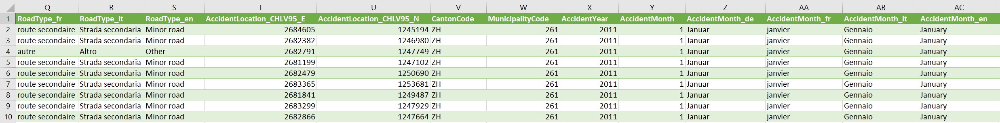 Q R S T U V W X Y Z AA AB AC
1 RoadType_fr RoadType_it RoadType_en AccidentLocation_CHLV95_E AccidentLocation_CHLV95_N CantonCode MunicipalityCode AccidentYear AccidentMonth AccidentMonth_de AccidentMonth_fr AccidentMonth_it AccidentMonth_en
2 route secondaire Strada secondaria Minor road 2684605 1245194 ZH 261 2011 1 Januar janvier Gennaio January
3 route secondaire Strada secondaria Minor road 2682382 1246980 ZH 261 2011 1 Januar janvier Gennaio January
4 autre Altro Other 2682791 1247749 ZH 261 2011 1 Januar janvier Gennaio January
5 route secondaire Strada secondaria Minor road 2681199 1247102 ZH 261 2011 1 Januar janvier Gennaio January
6 route secondaire Strada secondaria Minor road 2682479 1250690 ZH 261 2011 1 Januar janvier Gennaio January
7 route secondaire Strada secondaria Minor road 2683365 1253681 ZH 261 2011 1 Januar janvier Gennaio January
8 route secondaire Strada secondaria Minor road 2681841 1249487 ZH 261 2011 1 Januar janvier Gennaio January
9 route secondaire Strada secondaria Minor road 2683299 1247929 ZH 261 2011 1 Januar janvier Gennaio January
10 route secondaire Strada secondaria Minor road 2682866 1247664 ZH 261 2011 1 Januar janvier Gennaio January